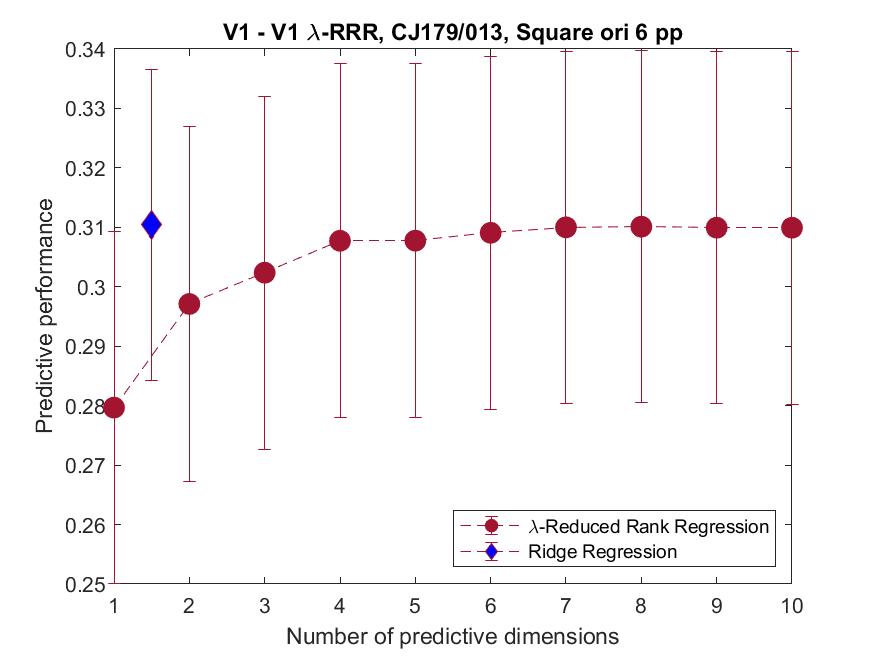 V1 - V1 λ-RRR, CJ179/013, Square ori 6 pp
Predictive performance
0.34
0.33
0.32
0.31
0.3
0.29
0.28
0.27
0.26
0.25
λ-Reduced Rank Regression
Ridge Regression
1 2 3 4 5 6 7 8 9 10
Number of predictive dimensions